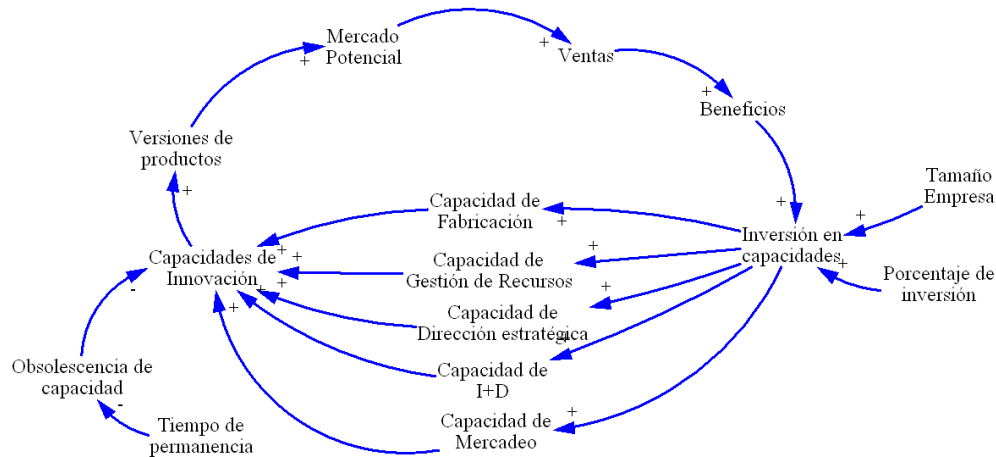 Mercado
Potencial
+
+
Ventas
+
Beneficios
Versiones de
productos
+
Tamaño
Empresa
+
+
Capacidad de
Fabricación
+
Inversión en
capacidades
+
Porcentaje de
inversión
Capacidades de
Innovación
+
+
+
+
+
Capacidad de
Gestión de Recursos
+
+
Capacidad de
Dirección estratégica
+
-
Capacidad de
I+D
+
Obsolescencia de
capacidad
-
Capacidad de
Mercadeo
+
Tiempo de
permanencia